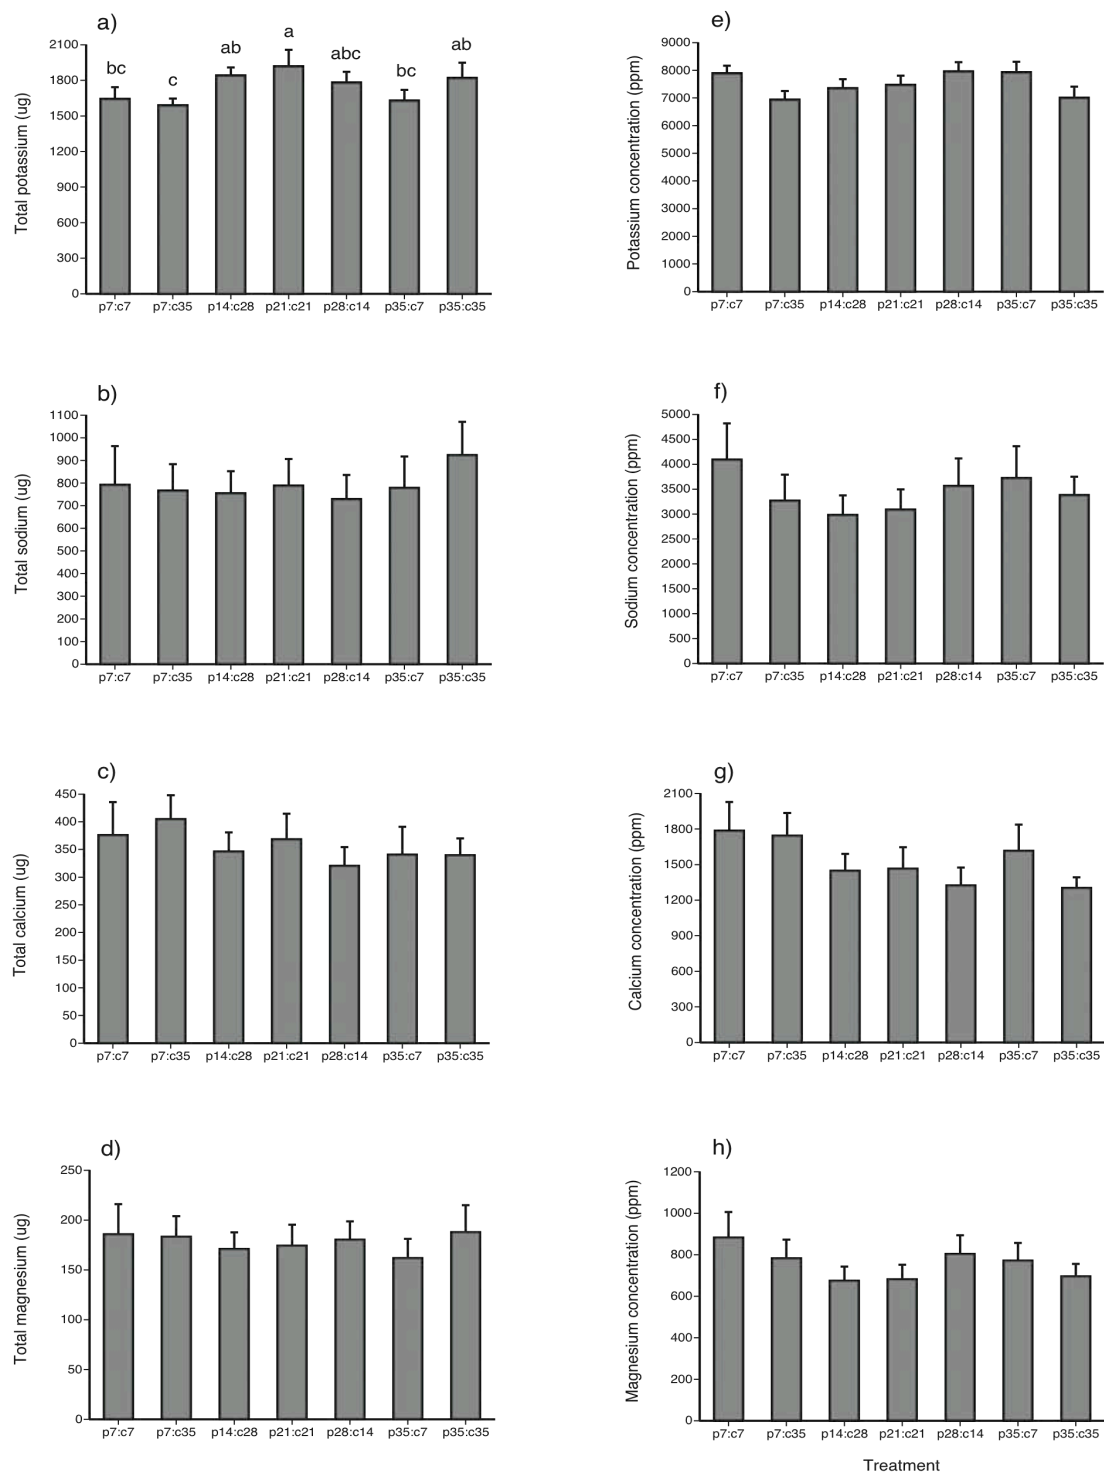 a)
Total potassium (ug)
2100
1800
1500
1200
900
600
300
0
bc c ab a abc bc ab
p7:c7 p7:c35 p14:c28 p21:c21 p28:c14 p35:c7 p35:c35
e)
Potassium concentration (ppm)
9000
8000
7000
6000
5000
4000
3000
2000
1000
0
p7:c7 p7:c35 p14:c28 p21:c21 p28:c14 p35:c7 p35:c35
b)
Total sodium (ug)
1100
1000
900
800
700
600
500
400
300
200
100
0
p7:c7 p7:c35 p14:c28 p21:c21 p28:c14 p35:c7 p35:c35
f)
Sodium concentration (ppm)
5000
4500
4000
3500
3000
2500
2000
1500
1000
500
0
p7:c7 p7:c35 p14:c28 p21:c21 p28:c14 p35:c7 p35:c35
c)
Total calcium (ug)
450
400
350
300
250
200
150
100
50
0
p7:c7 p7:c35 p14:c28 p21:c21 p28:c14 p35:c7 p35:c35
g)
Calcium concentration (ppm)
2100
1800
1500
1200
900
600
300
0
p7:c7 p7:c35 p14:c28 p21:c21 p28:c14 p35:c7 p35:c35
d)
Total magnesium (ug)
250
200
150
100
50
0
p7:c7 p7:c35 p14:c28 p21:c21 p28:c14 p35:c7 p35:c35
h)
Magnesium concentration (ppm)
1200
1000
800
600
400
200
0
p7:c7 p7:c35 p14:c28 p21:c21 p28:c14 p35:c7 p35:c35
Treatment